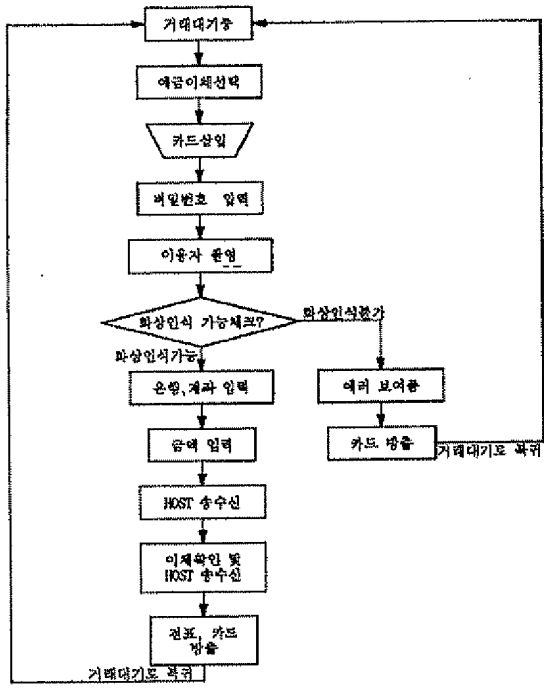 거래대기중
예금이체선택
카드삽입
비밀번호 입력
이용자 촬영
화상인식 가능체크?
화상인식불가
화상인식가능
은행,계좌 입력
에러 보여줌
금액 입력
카드 방출
거래대기로 복귀
HOST 송수신
이체확인 및
HOST 송수신
전표, 카드
방출
거래대기로 복귀